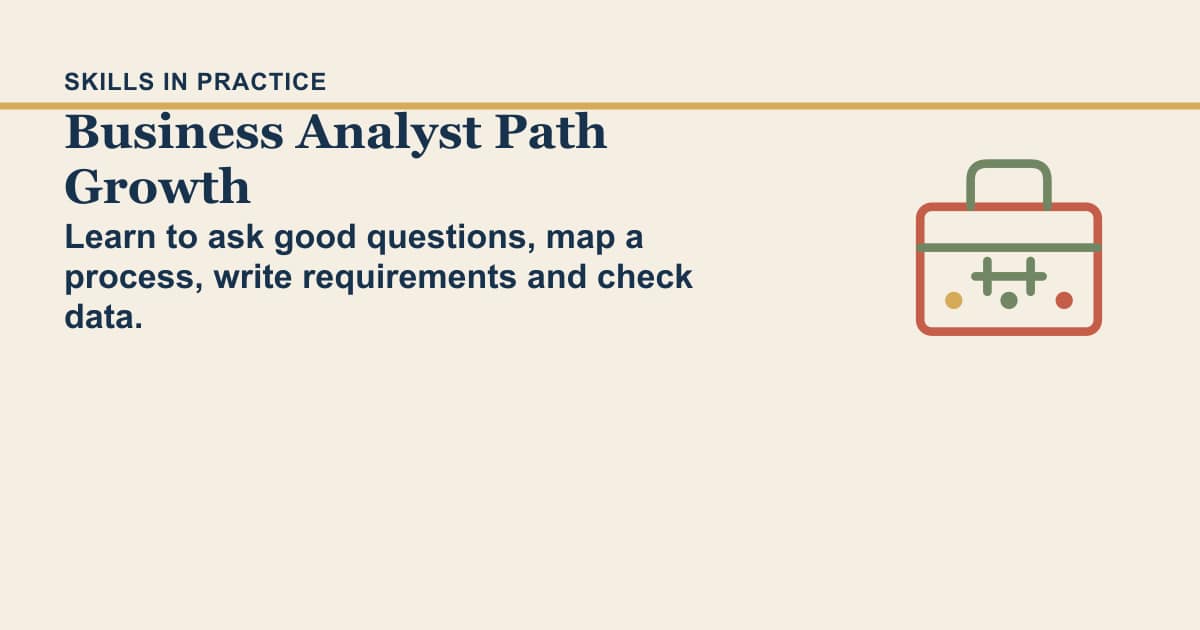 SKILLS IN PRACTICE
Business Analyst Path
Growth
Learn to ask good questions, map a
process, write requirements and check
data.